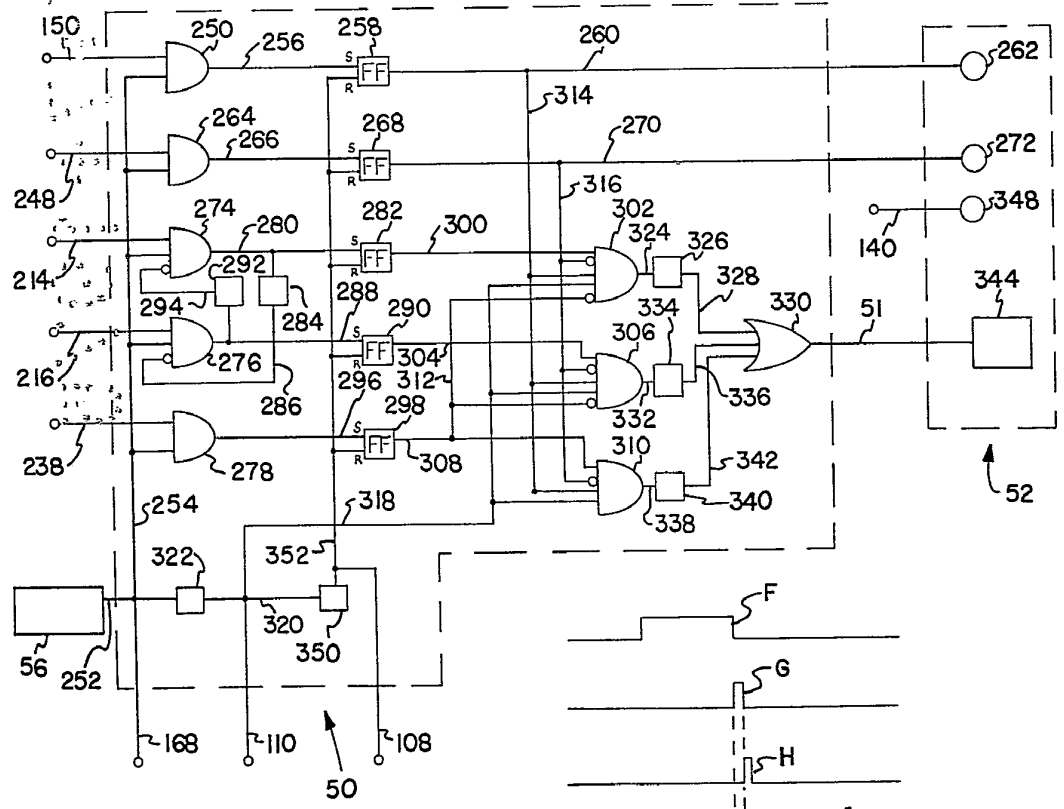 150 250 256 258 260 262
S FF R
314
264 266 268 270 272
S FF R
248 316
274 280 282 300 302 324 326 348
S FF R
140
214 292 294 284 288 290 328 334 330 51 344
S FF R
304 306
216 276 286 296 312 332 336
298
S FF R
308 310
238 278 342
254 318 338 340 52
322 352
56 252 320 350
F
G
168 110 108
50
H